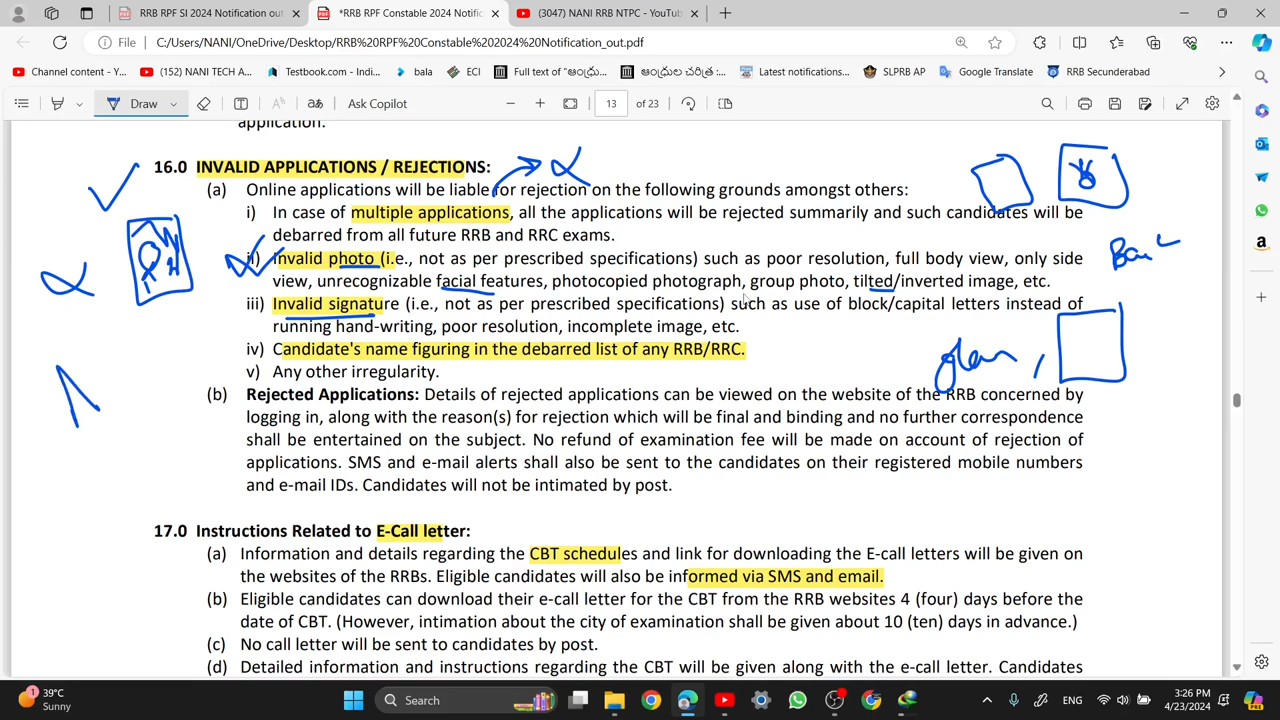 RRB RPF SI 2024 Notification out.
*RRB RPF Constable 2024 Notific
(3047) NANI RRB NTPC - YouTube
File
C:/Users/NANI/OneDrive/Desktop/RRB%20RPF%20Constable%202024%20Notification_out.pdf
Channel content - Y...
(152) NANI TECH A...
Testbook.com - Indi...
bala
ECI
Full text of "ఆంధ్రు...
ఆంధ్రుల చరిత్ర :...
Latest notifications...
SLPRB AP
Google Translate
RRB Secunderabad
Draw
Ask Copilot
13 of 23
application.
16.0 INVALID APPLICATIONS / REJECTIONS:
(a) Online applications will be liable for rejection on the following grounds amongst others:
i) In case of multiple applications, all the applications will be rejected summarily and such candidates will be
debarred from all future RRB and RRC exams.
ii) Invalid photo (i.e., not as per prescribed specifications) such as poor resolution, full body view, only side
view, unrecognizable facial features, photocopied photograph, group photo, tilted/inverted image, etc.
iii) Invalid signature (i.e., not as per prescribed specifications) such as use of block/capital letters instead of
running hand-writing, poor resolution, incomplete image, etc.
iv) Candidate's name figuring in the debarred list of any RRB/RRC.
v) Any other irregularity.
(b) Rejected Applications: Details of rejected applications can be viewed on the website of the RRB concerned by
logging in, along with the reason(s) for rejection which will be final and binding and no further correspondence
shall be entertained on the subject. No refund of examination fee will be made on account of rejection of
applications. SMS and e-mail alerts shall also be sent to the candidates on their registered mobile numbers
and e-mail IDs. Candidates will not be intimated by post.
17.0 Instructions Related to E-Call letter:
(a) Information and details regarding the CBT schedules and link for downloading the E-call letters will be given on
the websites of the RRBs. Eligible candidates will also be informed via SMS and email.
(b) Eligible candidates can download their e-call letter for the CBT from the RRB websites 4 (four) days before the
date of CBT. (However, intimation about the city of examination shall be given about 10 (ten) days in advance.)
(c) No call letter will be sent to candidates by post.
(d) Detailed information and instructions regarding the CBT will be given along with the e-call letter. Candidates
1
39°C
Sunny
Search
ENG
3:26 PM
4/23/2024